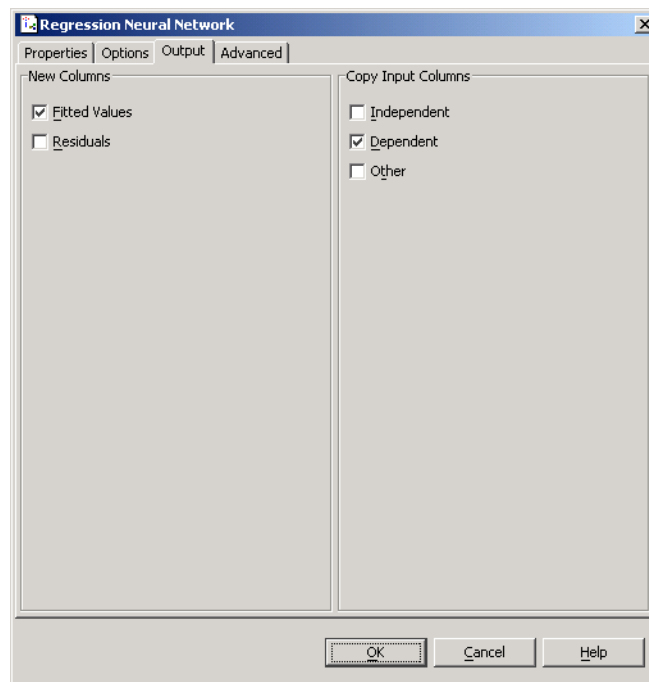 Regression Neural Network
Properties Options Output Advanced
New Columns
Fitted Values
Residuals
Copy Input Columns
Independent
Dependent
Other
OK Cancel Help